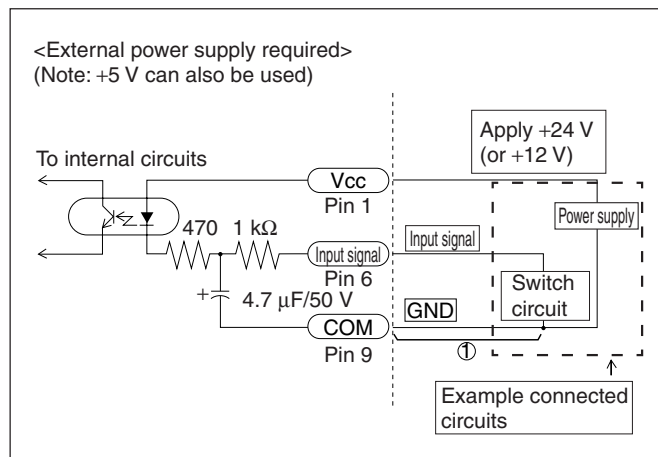 <External power supply required>
(Note: +5 V can also be used)
Apply +24 V
(or +12 V)
To internal circuits
Vcc
Pin 1
Power supply
470
1 kΩ
Input signal
Pin 6
Input signal
Switch
circuit
+
4.7 μF/50 V
GND
COM
Pin 9
①
Example connected
circuits